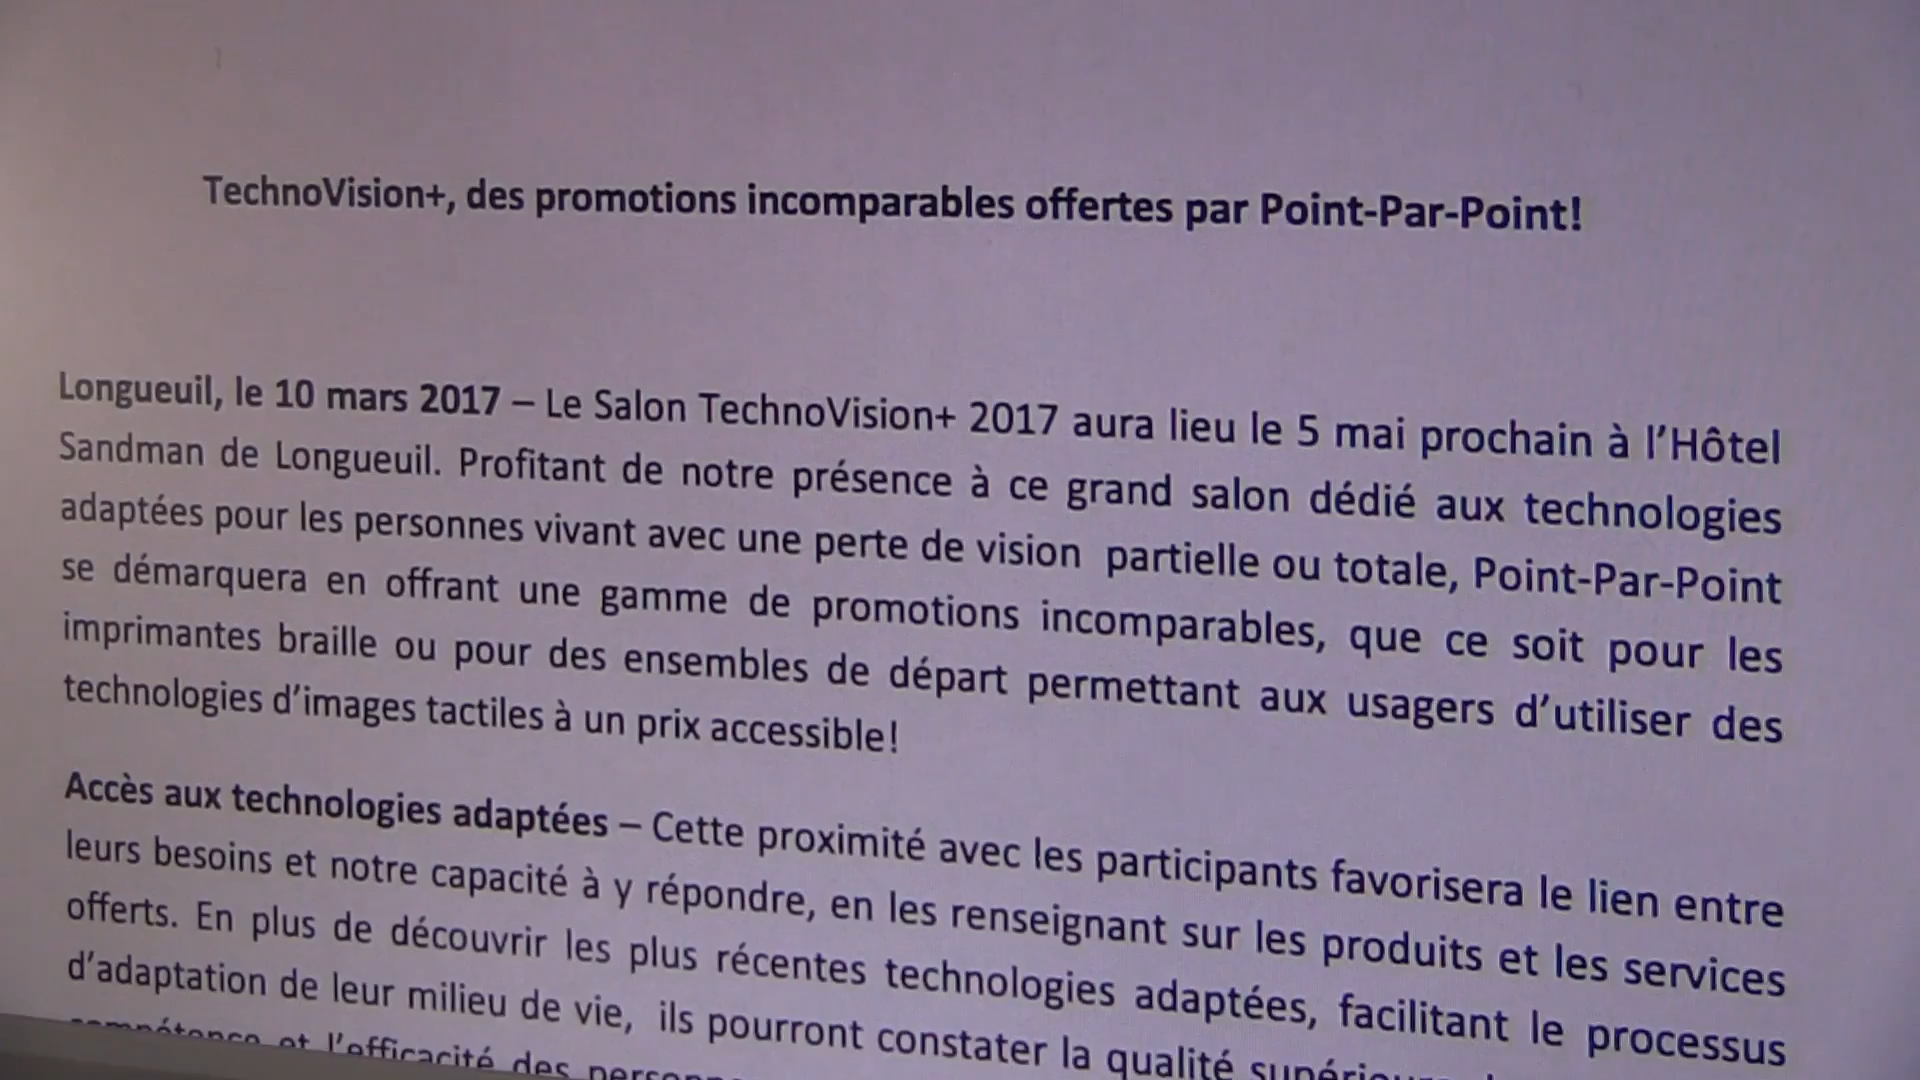 TechnoVision+, des promotions incomparables offertes par Point-Par-Point!
Longueuil, le 10 mars 2017 – Le Salon TechnoVision+ 2017 aura lieu le 5 mai prochain à l'Hôtel
Sandman de Longueuil. Profitant de notre présence à ce grand salon dédié aux technologies
adaptées pour les personnes vivant avec une perte de vision partielle ou totale, Point-Par-Point
se démarquera en offrant une gamme de promotions incomparables, que ce soit pour les
imprimantes braille ou pour des ensembles de départ permettant aux usagers d'utiliser des
technologies d'images tactiles à un prix accessible!
Accès aux technologies adaptées – Cette proximité avec les participants favorisera le lien entre
leurs besoins et notre capacité à y répondre, en les renseignant sur les produits et les services
offerts. En plus de découvrir les plus récentes technologies adaptées, facilitant le processus
d'adaptation de leur milieu de vie, ils pourront constater la qualité
et l'efficacité des